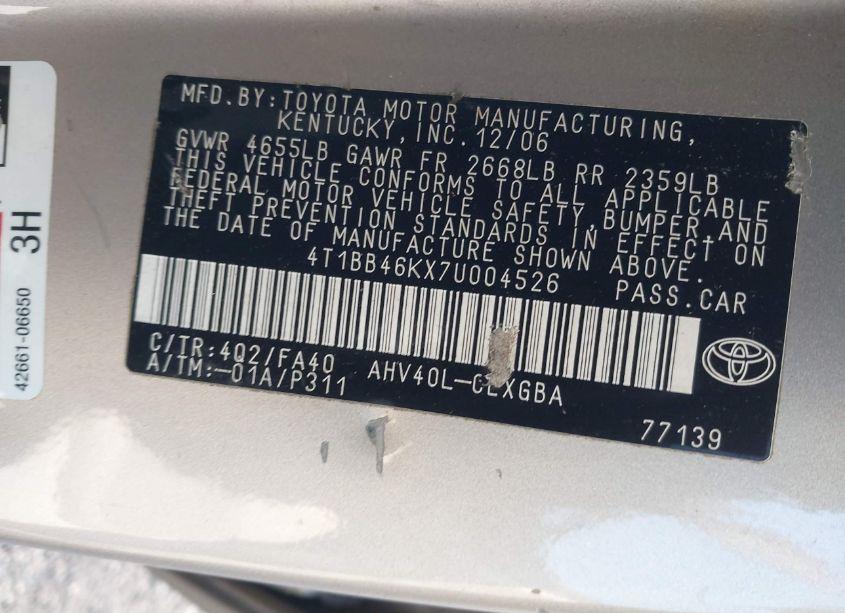 MFD.BY:TOYOTA MOTOR MANUFACTURING,
KENTUCKY,INC. 12/06
GVWR 4655LB GAWR FR 2668LB RR 2359LB
THIS VEHICLE CONFORMS TO ALL APPLICABLE
FEDERAL MOTOR VEHICLE SAFETY,BUMPER,AND
THEFT PREVENTION STANDARDS IN EFFECT ON
THE DATE OF MANUFACTURE SHOWN ABOVE.
4T1BB46KX7U004526 PASS.CAR
C/TR:4Q2/FA40
A/TM:-01A/P311 AHV40L-CEXGBA
77139
42661-06650 3H